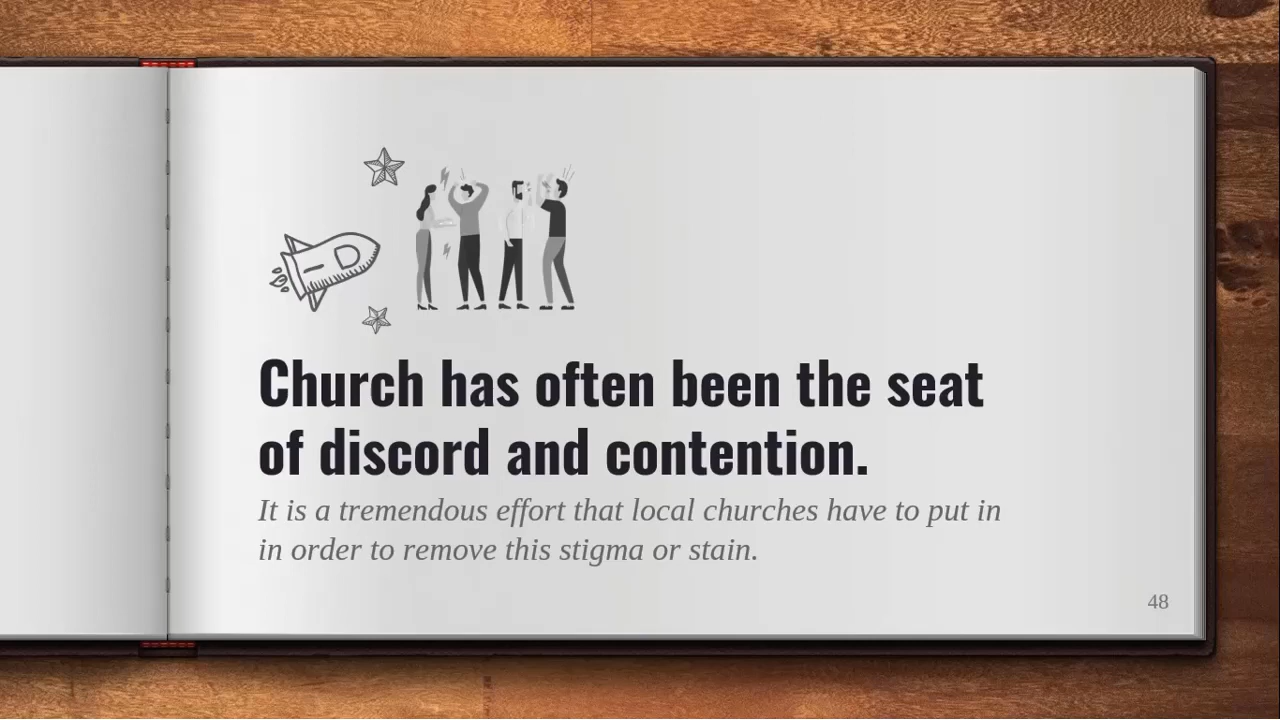 Church has often been the seat
of discord and contention.
It is a tremendous effort that local churches have to put in
in order to remove this stigma or stain.
48